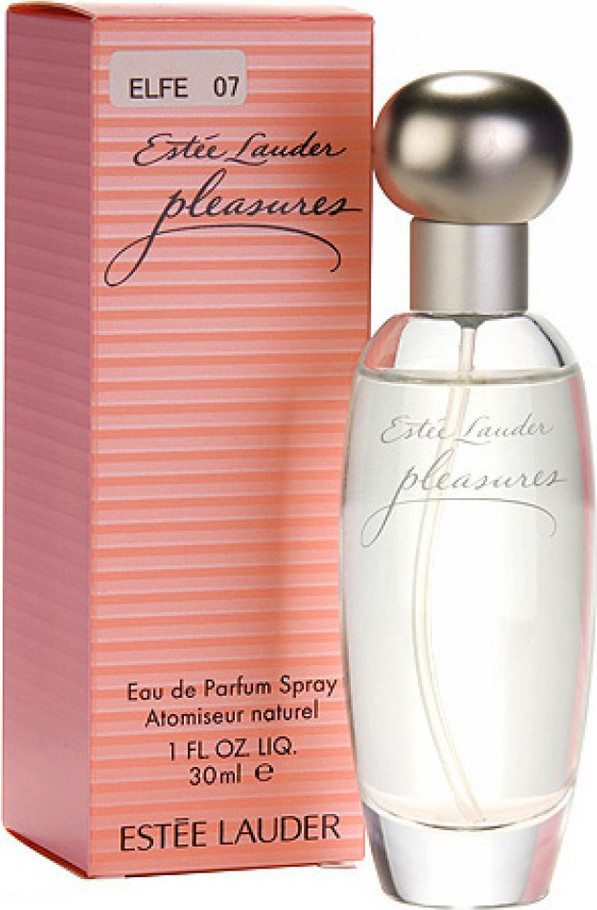 ELFE 07
Estée Lauder
pleasures
Eau de Parfum Spray
Atomiseur naturel
1 FL OZ. LIQ.
30ml e
ESTĒE LAUDER
Estée Lauder
pleasures